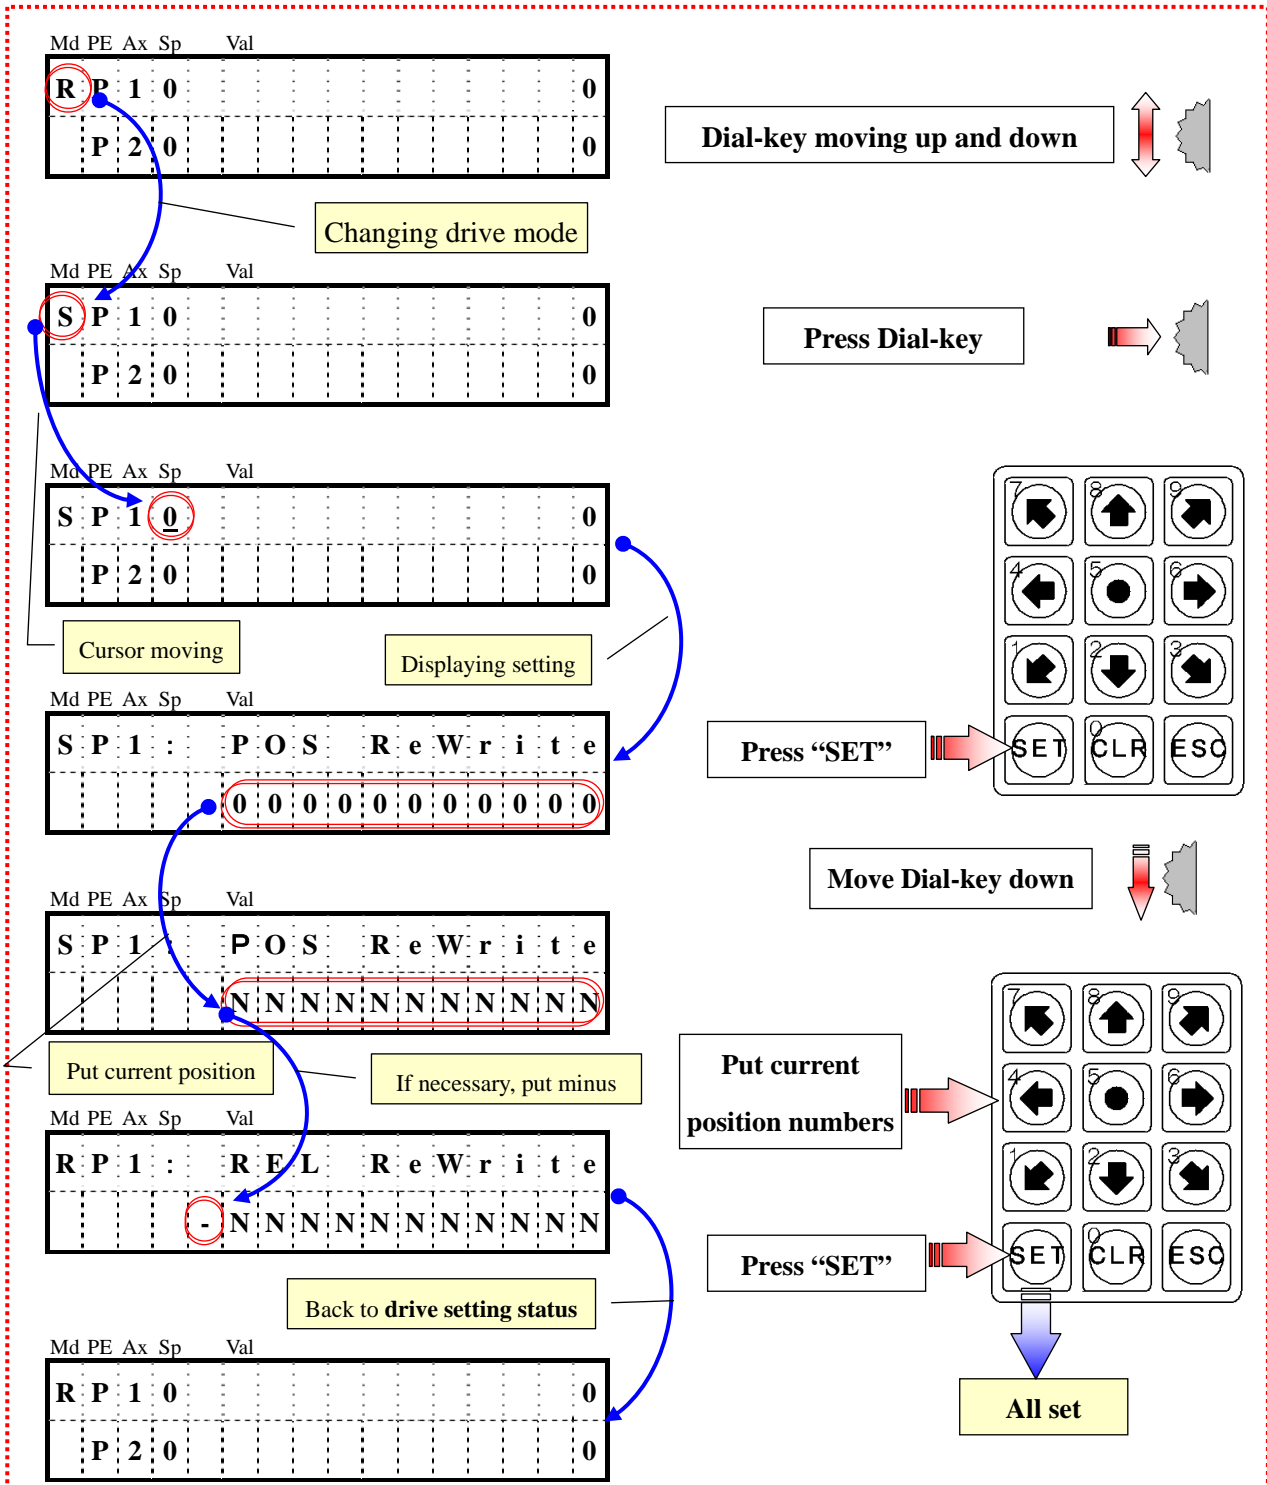 Md PE Ax Sp Val
R P 1 0 0
P 2 0 0
Dial-key moving up and down
Changing drive mode
Md PE Ax Sp Val
S P 1 0 0
P 2 0 0
Press Dial-key
Md PE Ax Sp Val
S P 1 0 0
P 2 0 0
7 8 9
4 5 6
1 2 3
SET 0 CLR ESC
Cursor moving
Displaying setting
Md PE Ax Sp Val
S P 1 : P O S R e W r i t e
0 0 0 0 0 0 0 0 0 0 0
Press “SET”
Move Dial-key down
Md PE Ax Sp Val
S P 1 : P O S R e W r i t e
N N N N N N N N N N N
Put current position
If necessary, put minus
Put current
position numbers
7 8 9
4 5 6
1 2 3
SET 0 CLR ESC
Md PE Ax Sp Val
R P 1 : R E L R e W r i t e
- N N N N N N N N N N N
Press “SET”
Back to drive setting status
Md PE Ax Sp Val
R P 1 0 0
P 2 0 0
All set